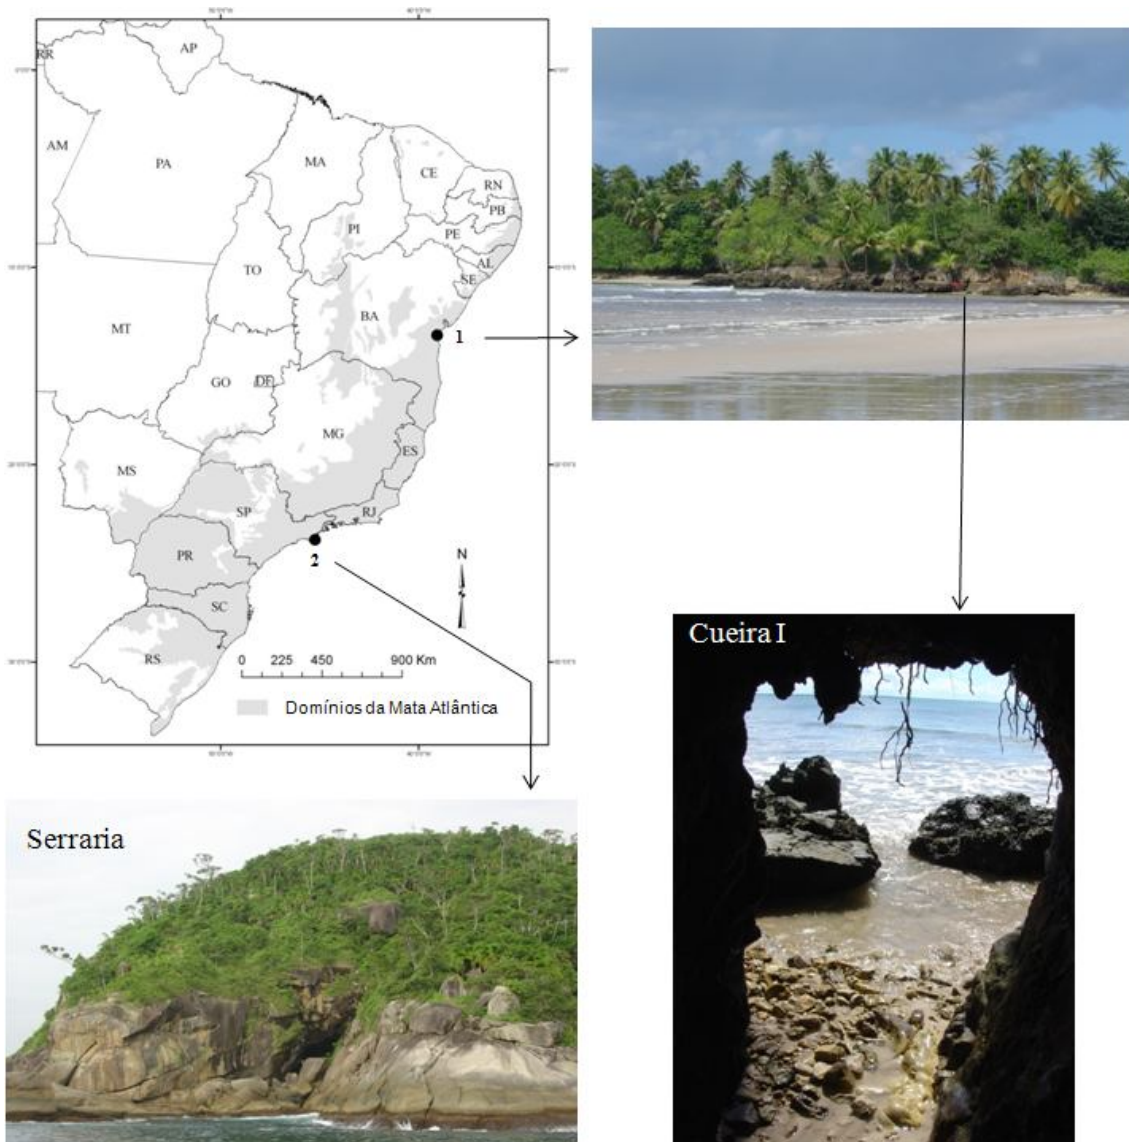 RR
AP
AM
PA
MA
CE
RN
PB
PE
PI
AL
SE
TO
BA
MT
1
GO
DF
MG
ES
MS
SP
RJ
2
PR
N
SC
RS
0 225 450 900 Km
Domínios da Mata Atlântica
Cueira I
Serraria